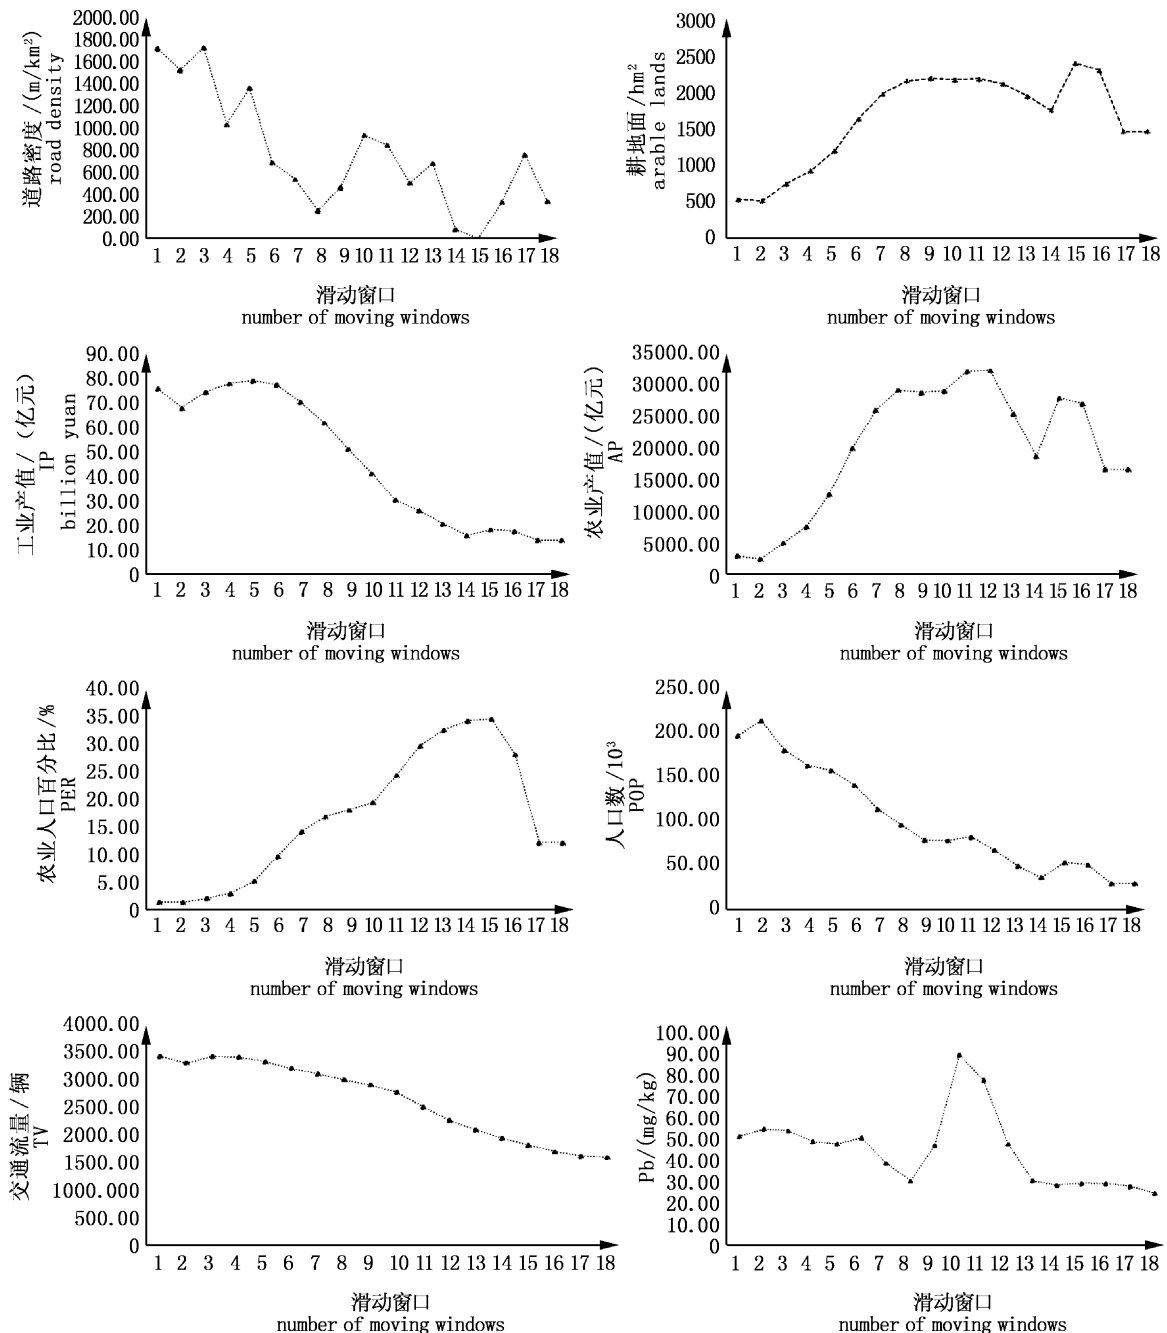 2000.00
1800.00
1600.00
1400.00
1200.00
1000.00
800.00
600.00
400.00
200.00
0.00
道路密度/(m/km²)
road density
1 2 3 4 5 6 7 8 9 10 11 12 13 14 15 16 17 18
滑动窗口
number of moving windows
3000
2500
2000
1500
1000
500
0
耕地面/hm²
arable lands
1 2 3 4 5 6 7 8 9 10 11 12 13 14 15 16 17 18
滑动窗口
number of moving windows
90.00
80.00
70.00
60.00
50.00
40.00
30.00
20.00
10.00
0
工业产值/(亿元)
IP
billion yuan
1 2 3 4 5 6 7 8 9 10 11 12 13 14 15 16 17 18
滑动窗口
number of moving windows
35000.00
30000.00
25000.00
20000.00
15000.00
10000.00
5000.00
0
农业产值/(亿元)
AP
1 2 3 4 5 6 7 8 9 10 11 12 13 14 15 16 17 18
滑动窗口
number of moving windows
40.00
35.00
30.00
25.00
20.00
15.00
10.00
5.00
0
农业人口百分比/%
PER
1 2 3 4 5 6 7 8 9 10 11 12 13 14 15 16 17 18
滑动窗口
number of moving windows
250.00
200.00
150.00
100.00
50.00
0
人口数/10³
POP
1 2 3 4 5 6 7 8 9 10 11 12 13 14 15 16 17 18
滑动窗口
number of moving windows
4000.00
3500.00
3000.00
2500.00
2000.00
1500.00
1000.000
500.00
0
交通流量/辆
TV
1 2 3 4 5 6 7 8 9 10 11 12 13 14 15 16 17 18
滑动窗口
number of moving windows
100.00
90.00
80.00
70.00
60.00
50.00
40.00
30.00
20.00
10.00
0
Pb/(mg/kg)
1 2 3 4 5 6 7 8 9 10 11 12 13 14 15 16 17 18
滑动窗口
number of moving windows